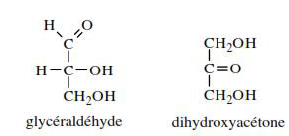 H O
C CH₂OH
H–C–OH C=O
CH₂OH CH₂OH
glycéraldéhyde dihydroxyacétone